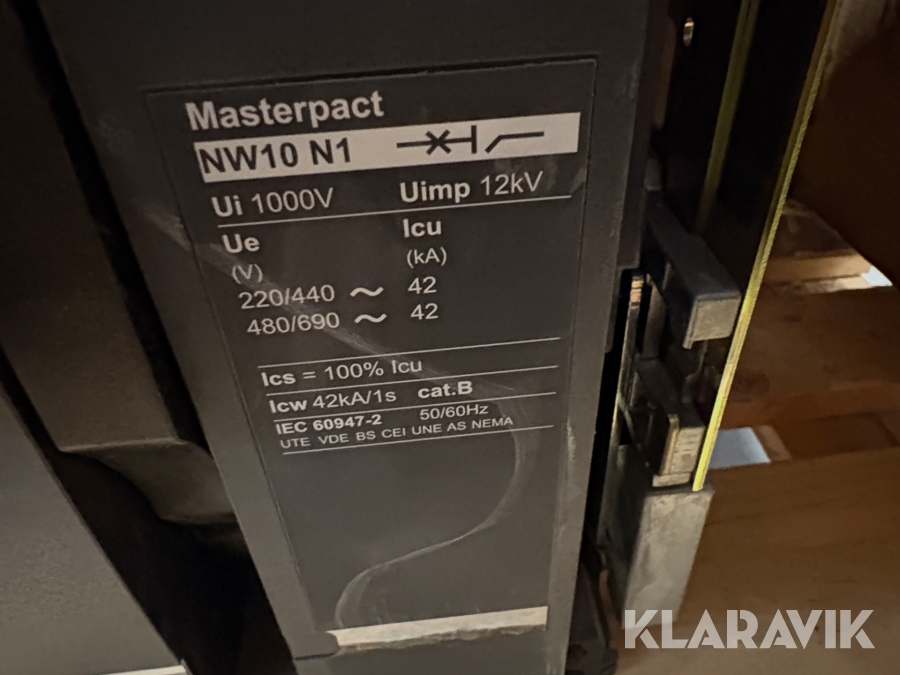 Masterpact
NW10 N1
Ui 1000V Uimp 12kV
Ue Icu
(V) (kA)
220/440 ~ 42
480/690 ~ 42
Ics = 100% Icu
Icw 42kA/1s cat.B
IEC 60947-2 50/60Hz
UTE VDE BS CEI UNE AS NEMA
KLARAVIK